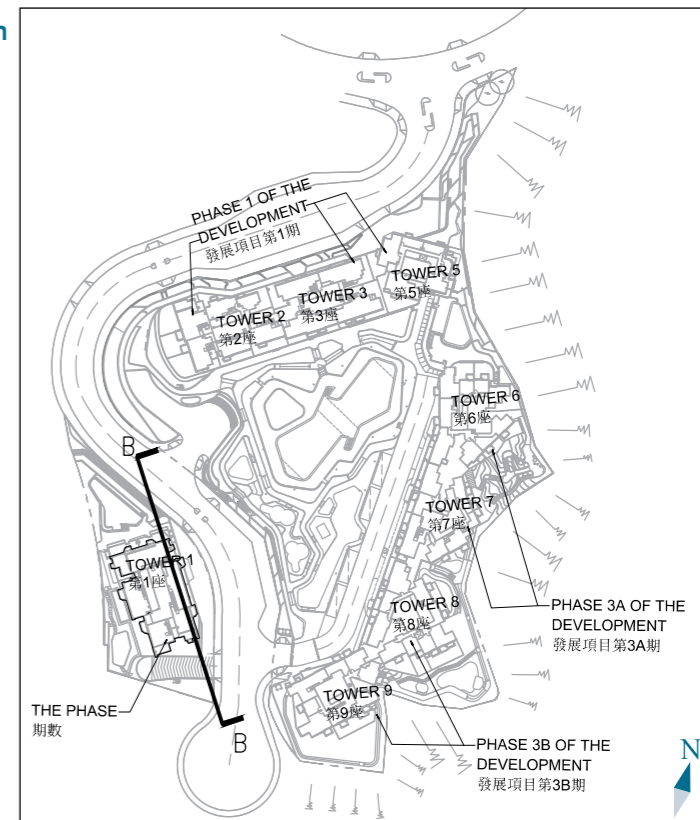 n
PHASE 1 OF THE
DEVELOPMENT
發展項目第1期
TOWER 5
第5座
TOWER 3
第3座
TOWER 2
第2座
TOWER 6
第6座
B
TOWER 7
第7座
TOWER 1
第1座
TOWER 8
第8座
PHASE 3A OF THE
DEVELOPMENT
發展項目第3A期
TOWER 9
第9座
THE PHASE
期數
B
PHASE 3B OF THE
DEVELOPMENT
發展項目第3B期
N